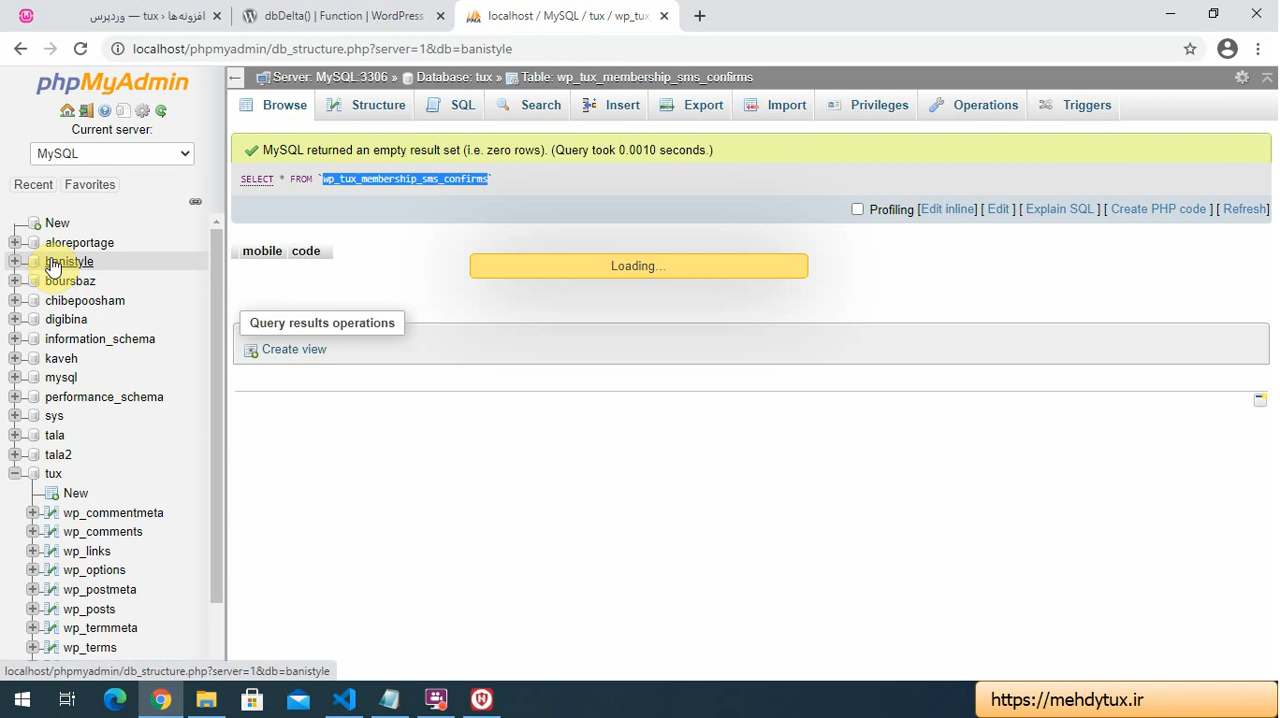 افزونه‌ها ‹ tux — وردپرس
dbDelta() | Function | WordPress
localhost / MySQL / tux / wp_tux
localhost/phpmyadmin/db_structure.php?server=1&db=banistyle
phpMyAdmin
Current server:
MySQL
Recent
Favorites
New
aloreportage
banistyle
boursbaz
chibepoosham
digibina
information_schema
kaveh
mysql
performance_schema
sys
tala
tala2
tux
New
wp_commentmeta
wp_comments
wp_links
wp_options
wp_postmeta
wp_posts
wp_termmeta
wp_terms
localhost/phpmyadmin/db_structure.php?server=1&db=banistyle
Server: MySQL:3306 » Database: tux » Table: wp_tux_membership_sms_confirms
Browse Structure SQL Search Insert Export Import Privileges Operations Triggers
MySQL returned an empty result set (i.e. zero rows). (Query took 0.0010 seconds.)
SELECT * FROM `wp_tux_membership_sms_confirms`
Profiling [Edit inline] [ Edit ] [ Explain SQL ] [ Create PHP code ] [ Refresh]
mobile code
Loading...
Query results operations
Create view
https://mehdytux.ir